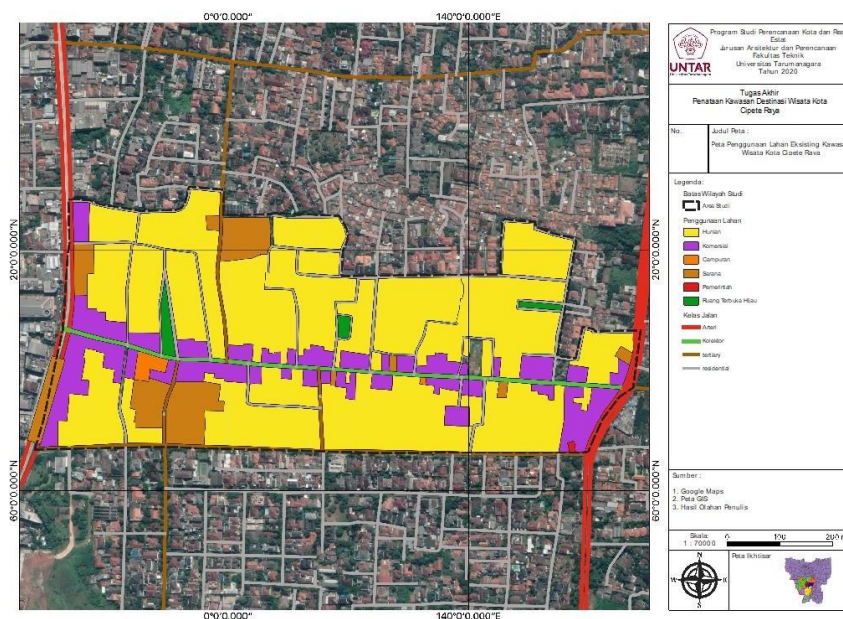 0°0'0.000"
140°0'0.000"E
20°0'0.000"N
60°0'0.000"N
20°0'0.000"N
60°0'0.000"N
0°0'0.000"
140°0'0.000"E
UNTAR
Program Studi Perencanaan Kota dan Rea
Estat
Jurusan Arsitektur dan Perencanaan
Fakultas Teknik
Universitas Tarumanagara
Tahun 2020
Tugas Akhir
Penataan Kawasan Destinasi Wisata Kota
Cipete Raya
No.
Judul Peta :
Peta Penggunaan Lahan Eksisting Kawas
Wisata Kota Cipete Raya
Legenda:
Batas Wilayah Studi
Area Studi
Penggunaan Lahan
Hunian
Komersial
Campuran
Sarana
Pemerintah
Ruang Terbuka Hijau
Kelas Jalan
Arteri
Kolektor
tertiary
residential
Sumber :
1. Google Maps
2. Peta GIS
3. Hasil Olahan Penulis
Skala
1 : 70000
0 100 200 m
N
W
S
Peta Ikhtisar